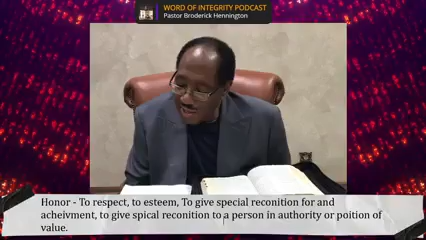 WORD OF INTEGRITY PODCAST
Pastor Broderick Hennington
Honor - To respect, to esteem, To give special reconition for and
acheivment, to give spical reconition to a person in authority or poition of
value.